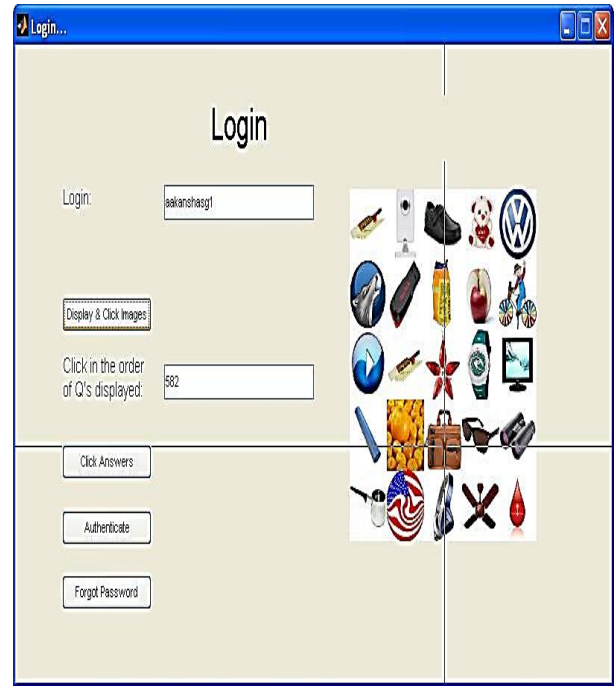 Login...
Login
Login:
aakanshasg1
Display & Click Images
Click in the order
of Q's displayed:
582
Click Answers
Authenticate
Forgot Password